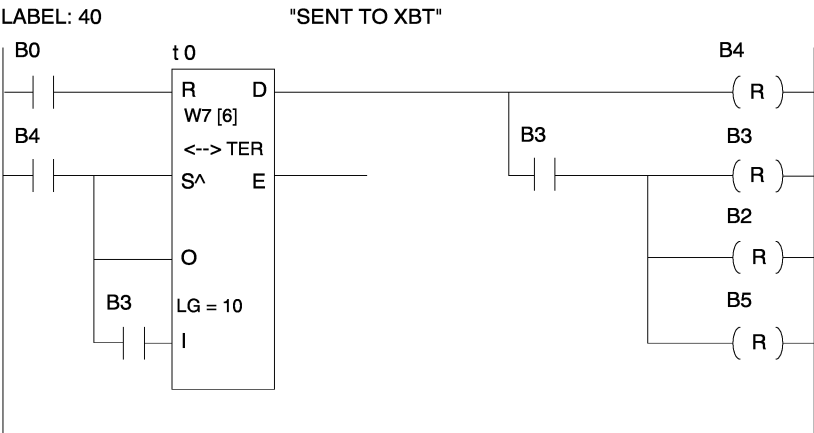 LABEL: 40 "SENT TO XBT"
B0 t 0 B4
R D R
W7 [6]
B4 B3 B3
<--> TER
S^ E R
B2
O R
B3 LG = 10 B5
I R